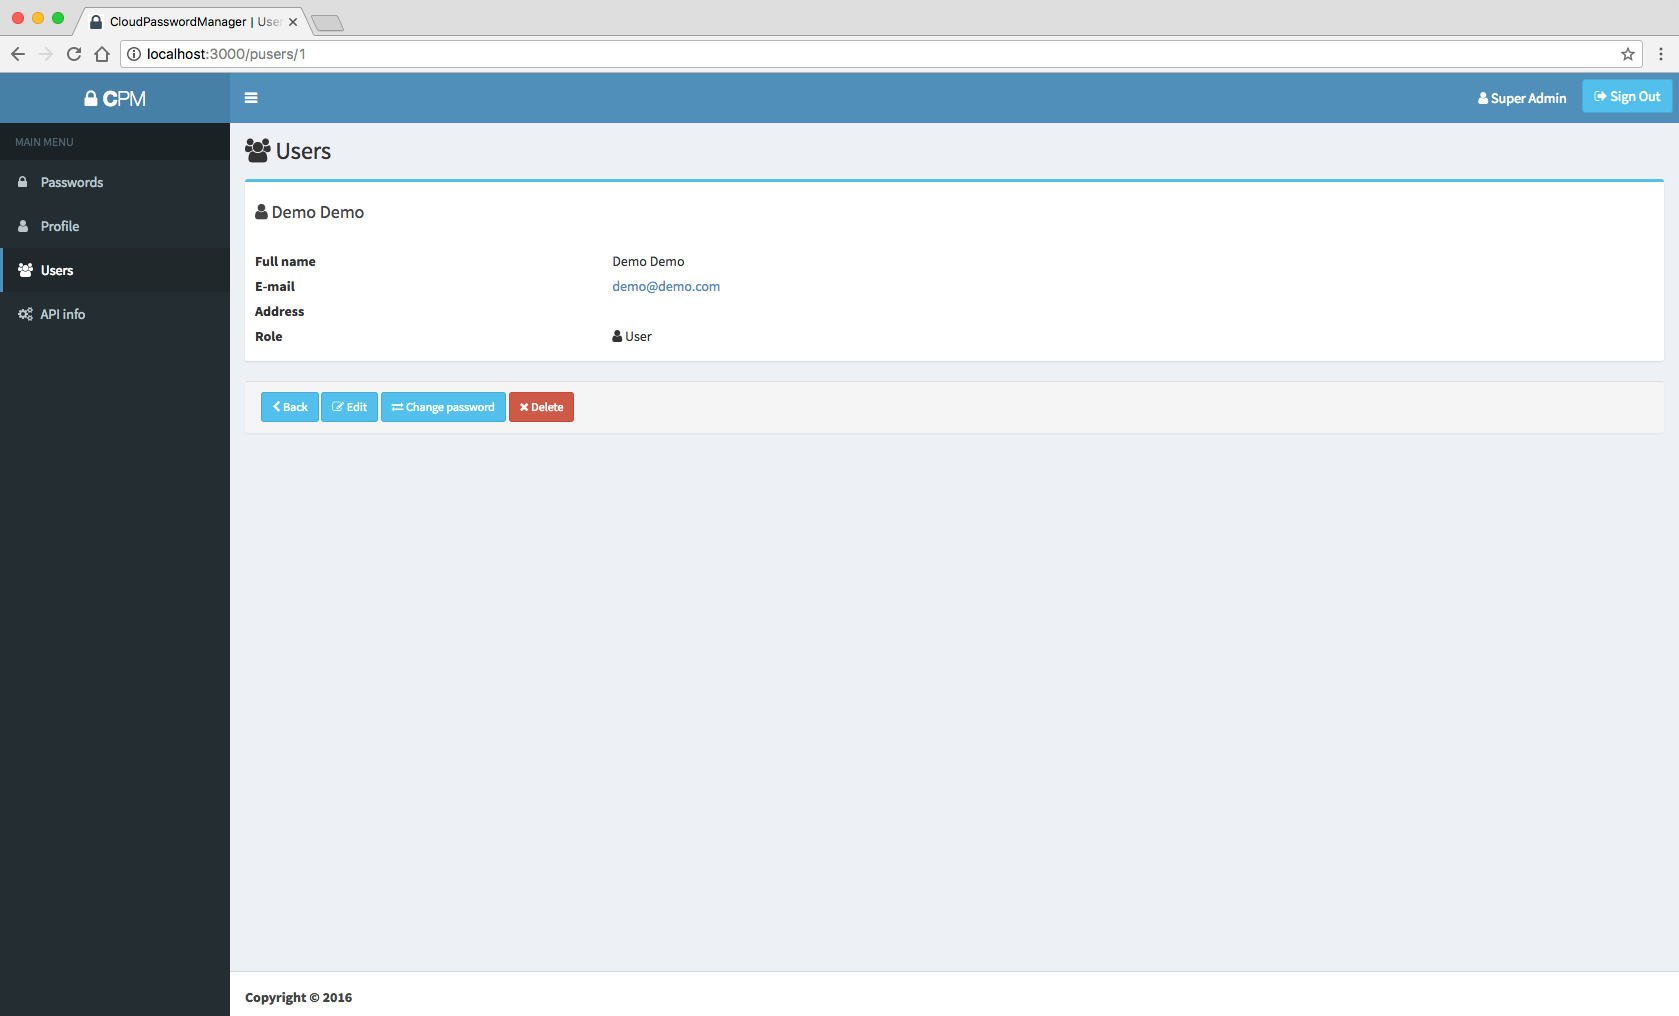 CloudPasswordManager | User
localhost:3000/pusers/1
CPM
Super Admin
Sign Out
MAIN MENU
Passwords
Profile
Users
API info
Users
Demo Demo
Full name Demo Demo
E-mail demo@demo.com
Address
Role User
Back Edit Change password Delete
Copyright © 2016